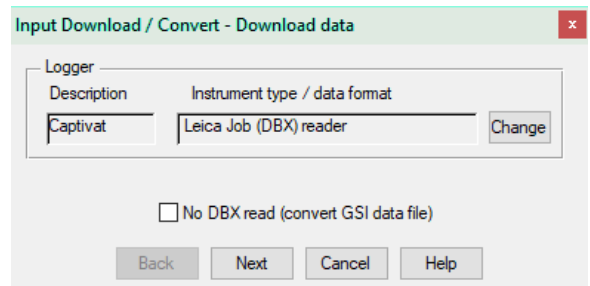 Input Download / Convert - Download data
x
Logger
Description Instrument type / data format
Captivat Leica Job (DBX) reader Change
No DBX read (convert GSI data file)
Back Next Cancel Help